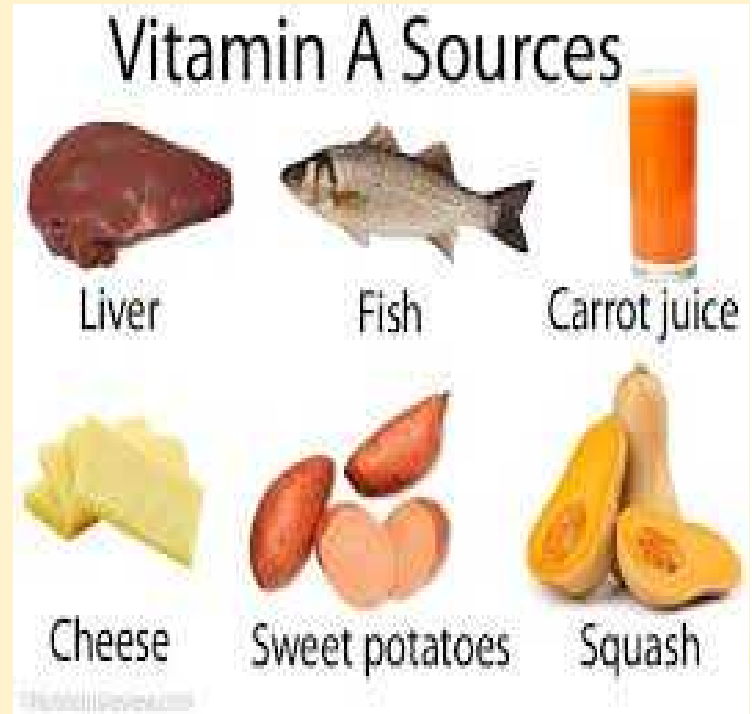 Vitamin A Sources
Liver
Fish
Carrot juice
Cheese
Sweet potatoes
Squash